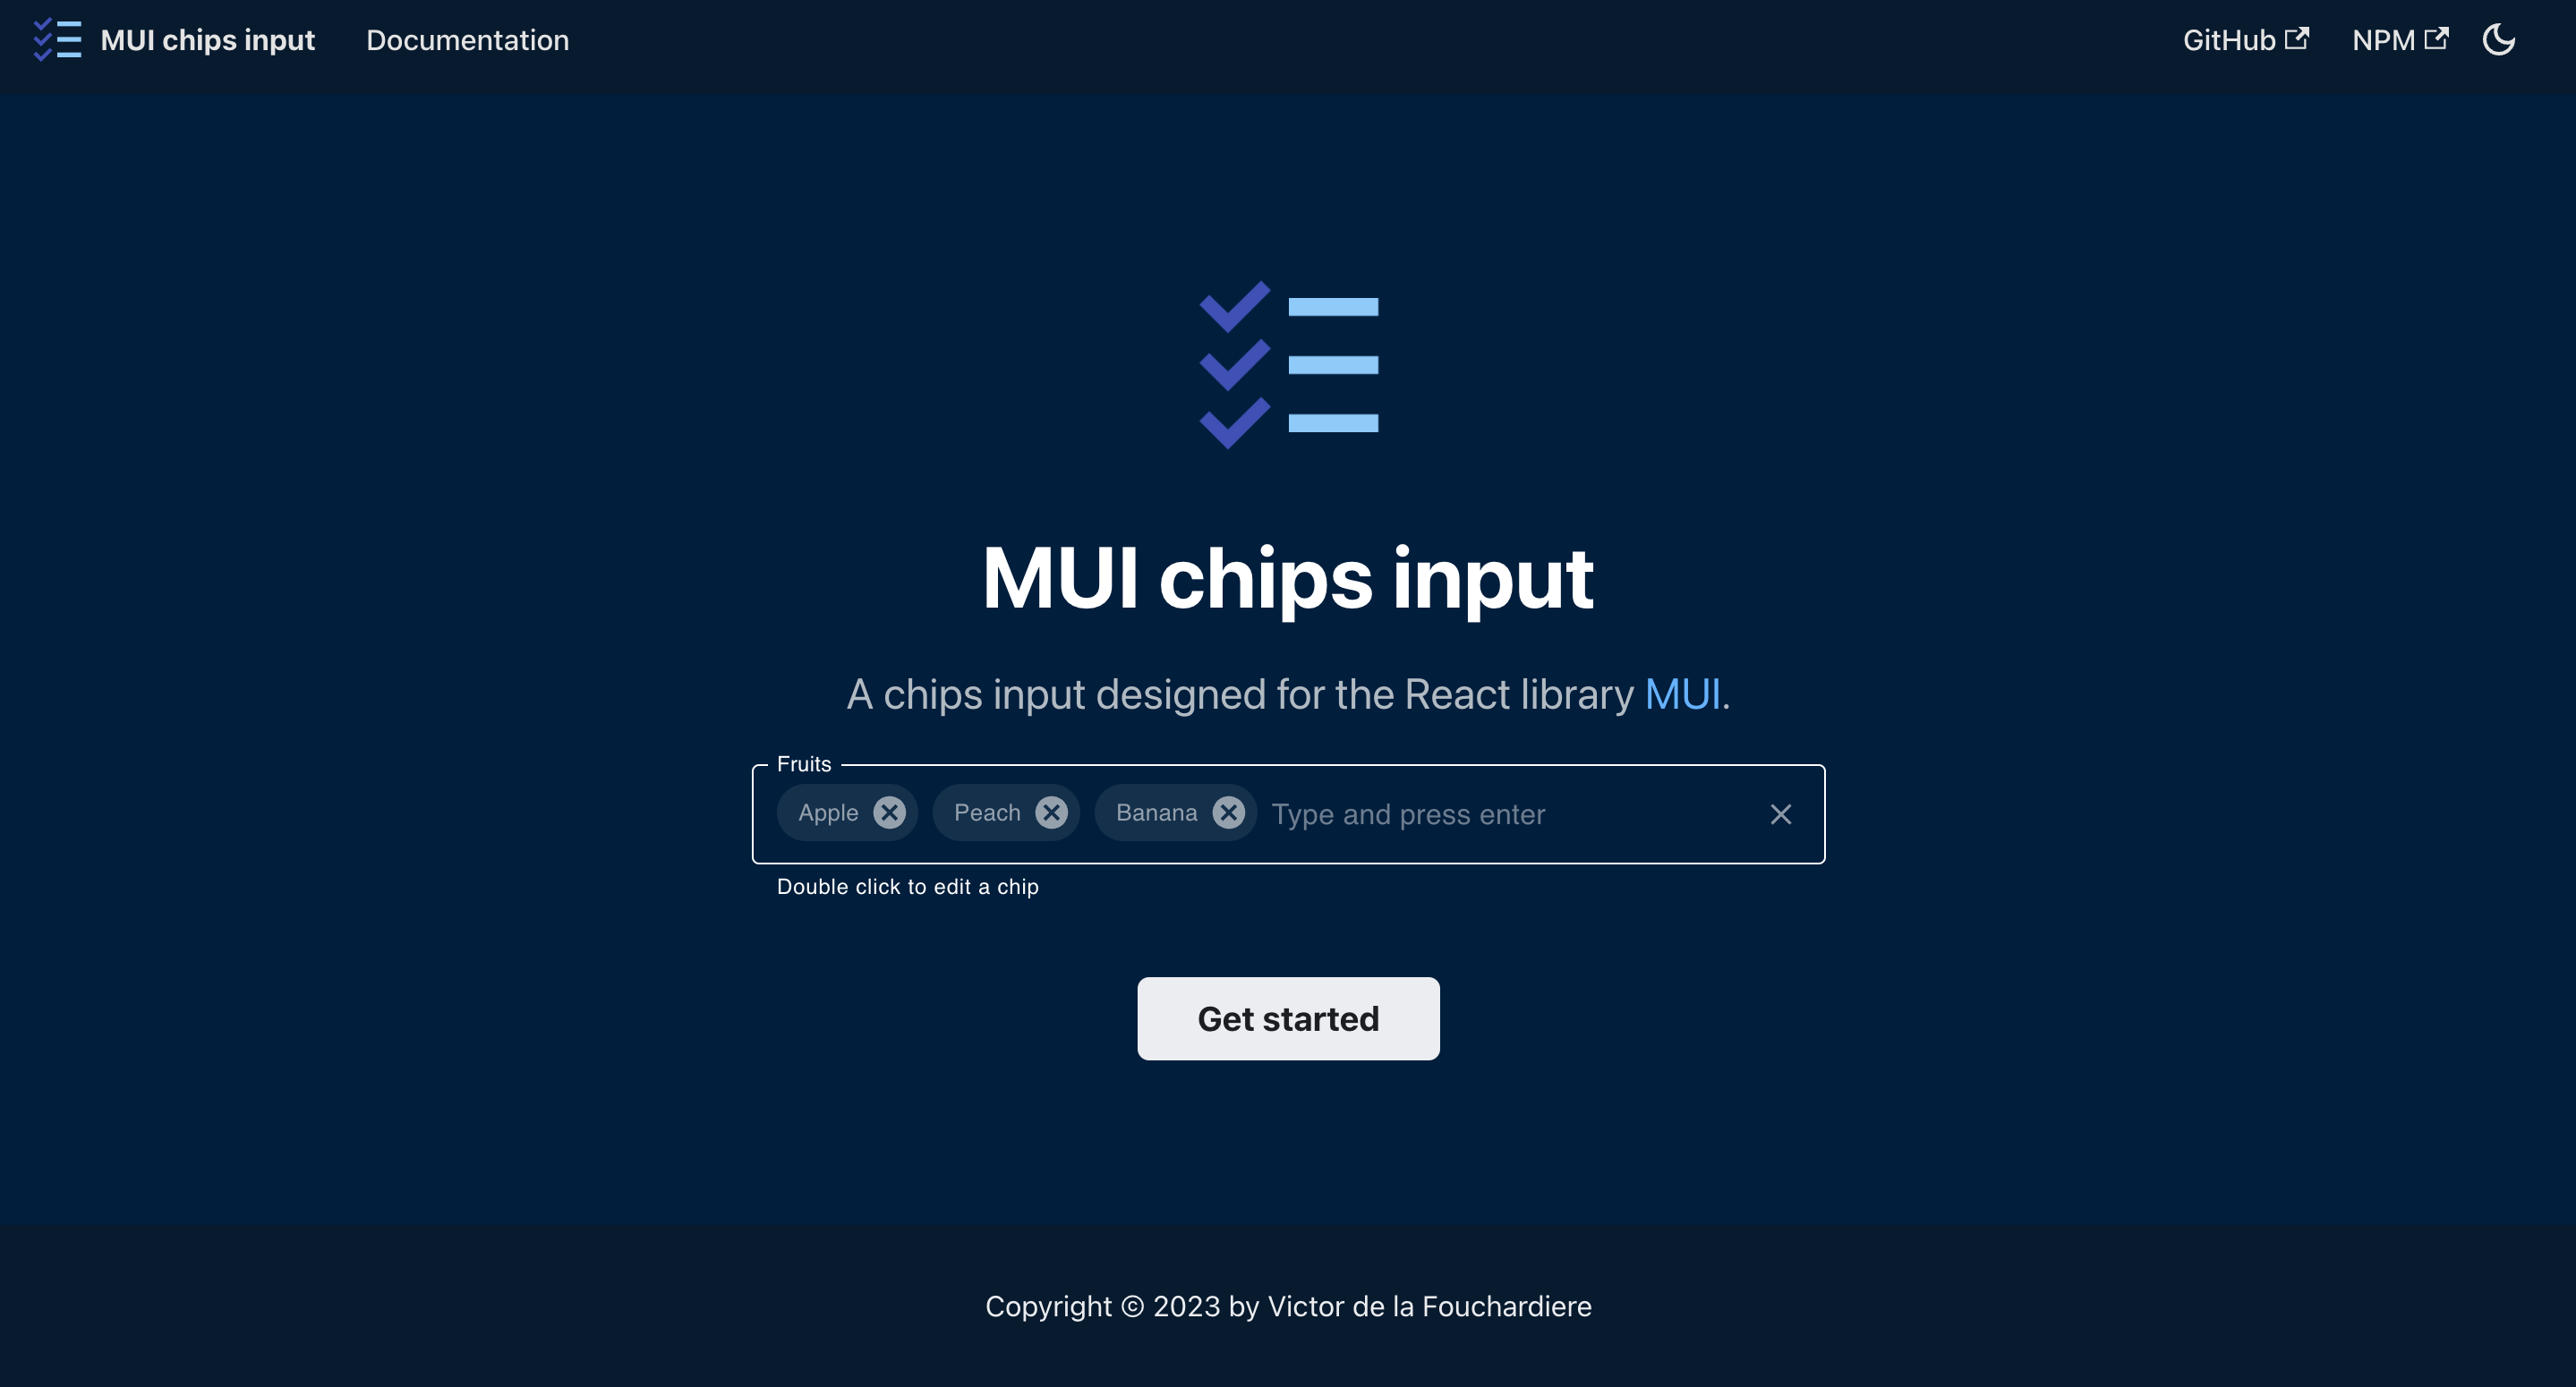 MUI chips input Documentation GitHub NPM
MUI chips input
A chips input designed for the React library MUI.
Fruits
Apple Peach Banana Type and press enter
Double click to edit a chip
Get started
Copyright © 2023 by Victor de la Fouchardiere